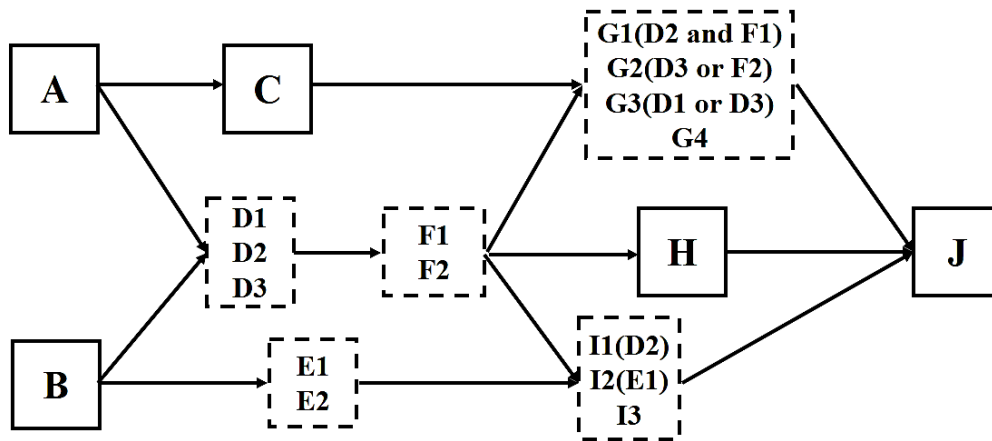 A
C
G1(D2 and F1)
G2(D3 or F2)
G3(D1 or D3)
G4
D1
D2
D3
F1
F2
H
J
B
E1
E2
I1(D2)
I2(E1)
I3